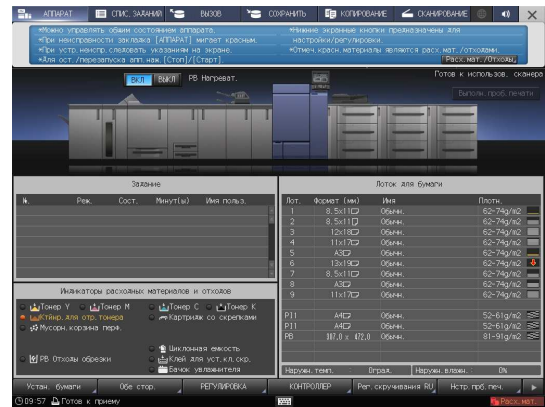 АППАРАТ
СПИС. ЗАДАНИЙ
ВЫЗОВ
СОХРАНИТЬ
КОПИРОВАНИЕ
СКАНИРОВАНИЕ
*Можно управлять общим состоянием аппарата.
*При неисправности закладка [АППАРАТ] мигает красным.
*При устр.неиспр.следовать указаниям на экране.
*Для ост./перезапуска апп.наж.[Стоп]/[Старт].
*Нижние экранные кнопки предназначены для
настройки/регулировки.
*Отмеч.красн.материалы являются расх.мат./отходами.
Расх.мат./Отходы
ВКЛ ВЫКЛ PB Нагреват.
Готов к использов. сканера
Выполн.проб.печати
Задание
№. Реж. Сост. Минут(ы) Имя польз.
Лоток для бумаги
Лот. Формат (мм) Имя Плотн.
1 8.5x11 Обычн. 62-74g/m2
2 8.5x11 Обычн. 62-74g/m2
3 12x18 Обычн. 62-74g/m2
4 11x17 Обычн. 62-74g/m2
5 A3 Обычн. 62-74g/m2
6 13x19 Обычн. 62-74g/m2
7 8.5x11 Обычн. 62-74g/m2
8 A3 Обычн. 62-74g/m2
9 11x17 Обычн. 62-74g/m2
PI1 A4 Обычн. 52-61g/m2
PI1 A4 Обычн. 52-61g/m2
PB 307.0 x 472.0 Обычн. 81-91g/m2
Индикаторы расходных материалов и отходов
Тонер Y Тонер M Тонер C Тонер K
Ктйнр.для отр.тонера Картридж со скрепками
Мусорн.корзина перф.
Циклонная емкость
PB Отходы обрезки Клей для уст.кл.скр.
Бачок увлажнителя
Наружн. темп. : 0град. Наружн.влажн. : 0%
Устан. бумаги
Обе стор.
РЕГУЛИРОВКА
КОНТРОЛЛЕР
Рег.скручивания RU
Нстр.проб.печ.
09:57 Готов к приему
Расх.мат.